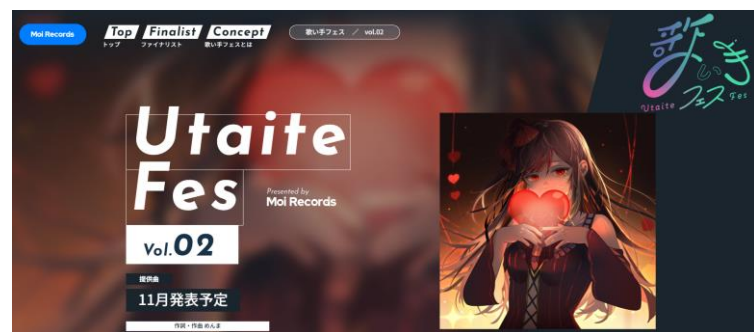 Moi Records
Top Finalist Concept
トップ ファイナリスト 歌い手フェスとは
歌い手フェス ／ vol.02
歌い手
フェス
Utaite Fes
Utaite
Fes
Presented by
Moi Records
Vol.02
提供曲
11月発表予定
作詞・作曲 めんま